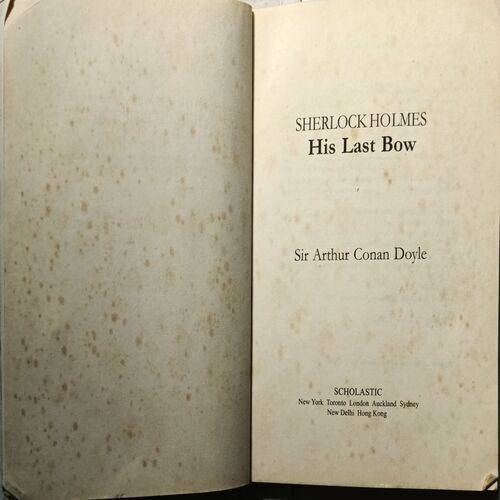 SHERLOCK HOLMES
His Last Bow
Sir Arthur Conan Doyle
SCHOLASTIC
New York Toronto London Auckland Sydney
New Delhi Hong Kong